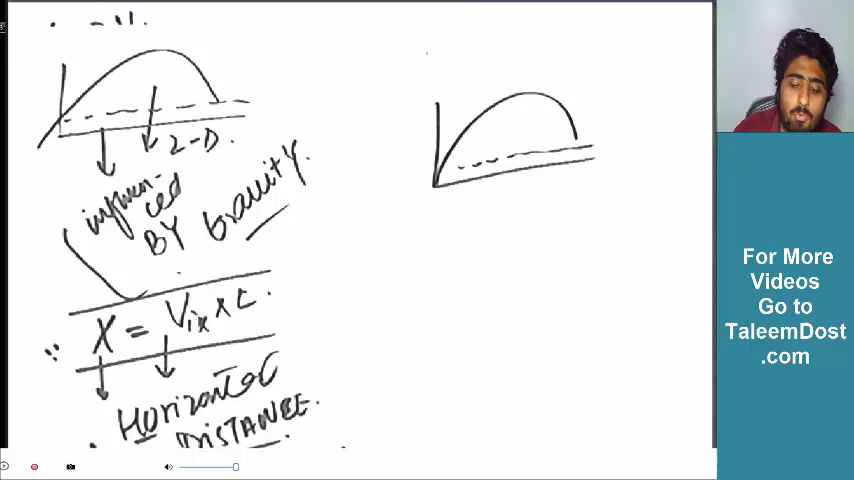 2-D.
influen-
ced
BY Gravity.
X = Vix x t.
Horizontal
DISTANCE.
For More
Videos
Go to
TaleemDost
.com